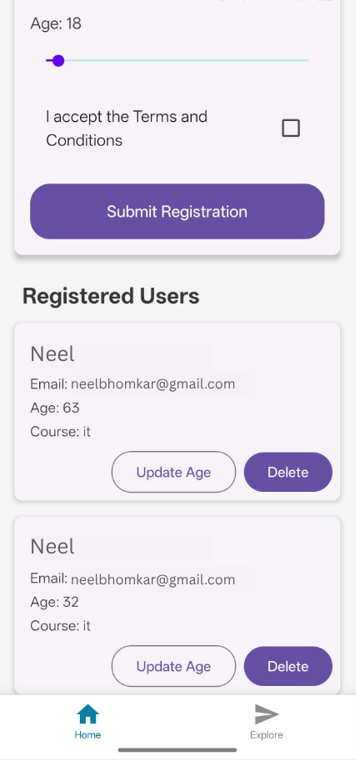 Age: 18
I accept the Terms and
Conditions
Submit Registration
Registered Users
Neel
Email: neelbhomkar@gmail.com
Age: 63
Course: it
Update Age
Delete
Neel
Email: neelbhomkar@gmail.com
Age: 32
Course: it
Update Age
Delete
Home
Explore